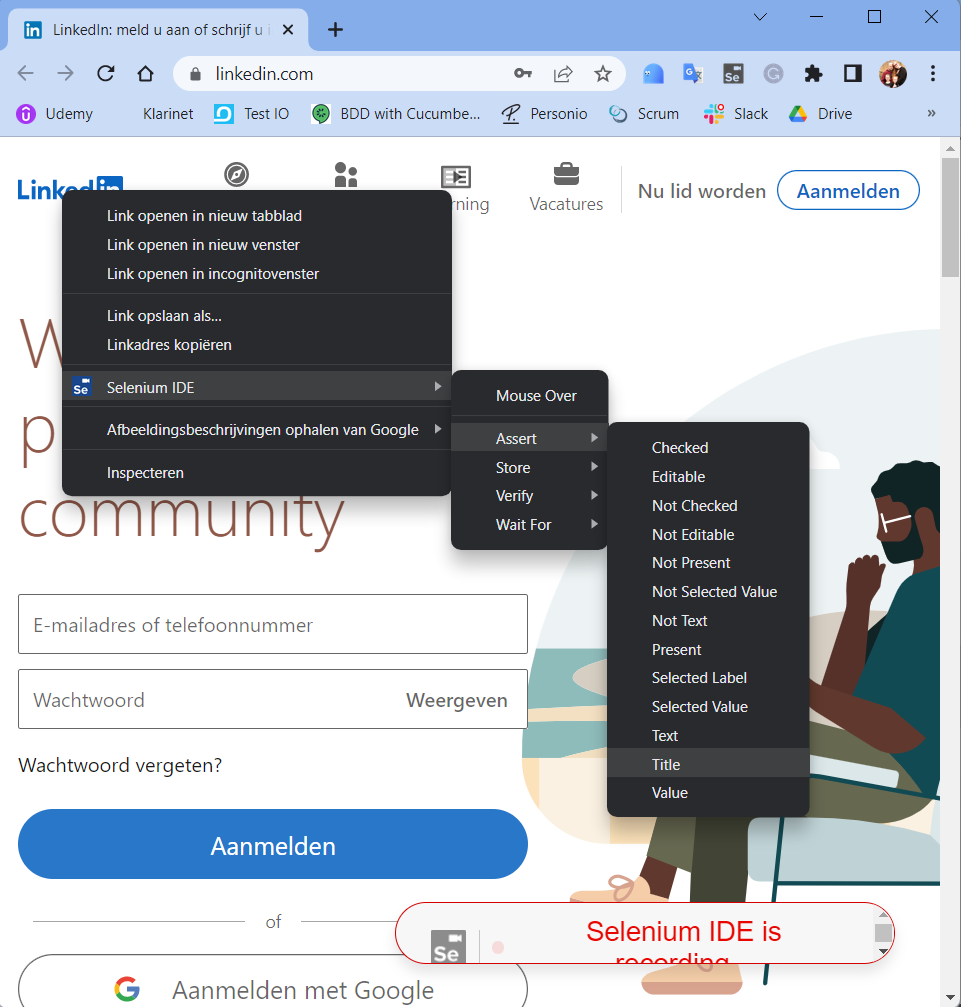 LinkedIn: meld u aan of schrijf u i
linkedin.com
Udemy
Klarinet
Test IO
BDD with Cucumbe...
Personio
Scrum
Slack
Drive
»
LinkedIn
Vacatures
Nu lid worden
Aanmelden
Link openen in nieuw tabblad
Link openen in nieuw venster
Link openen in incognitovenster
Link opslaan als...
Linkadres kopiëren
Se Selenium IDE
Afbeeldingsbeschrijvingen ophalen van Google
Inspecteren
Mouse Over
Assert
Store
Verify
Wait For
Checked
Editable
Not Checked
Not Editable
Not Present
Not Selected Value
Not Text
Present
Selected Label
Selected Value
Text
Title
Value
community
E-mailadres of telefoonnummer
Wachtwoord
Weergeven
Wachtwoord vergeten?
Aanmelden
of
Se
Selenium IDE is
recording
Aanmelden met Google